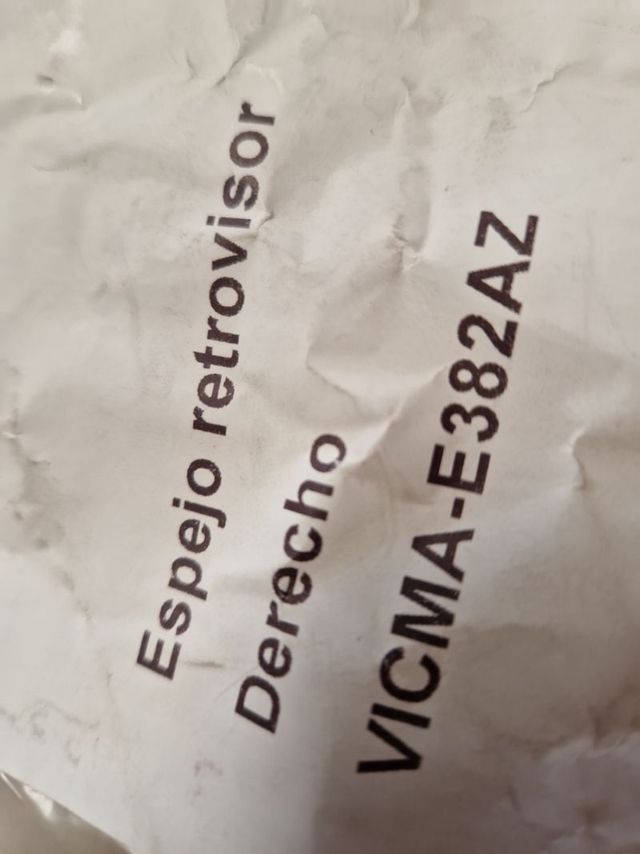 Espejo retrovisor
Derecho
VICMA-E382AZ